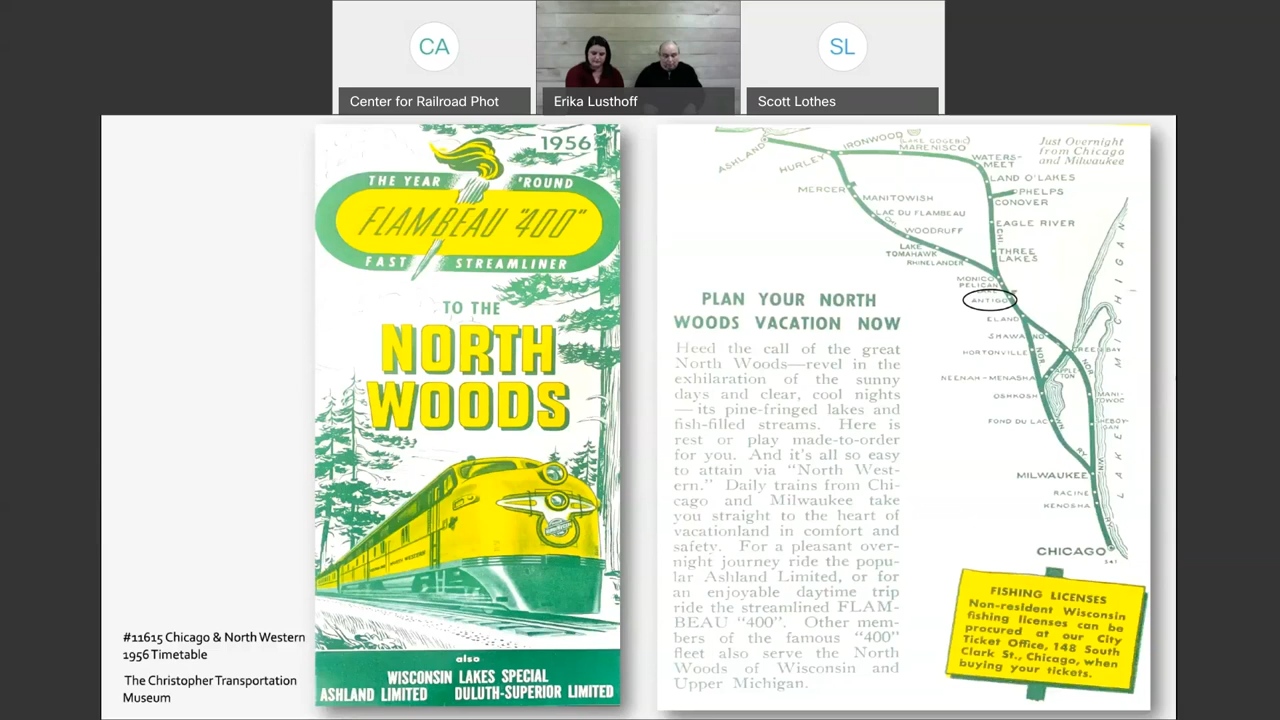 CA
SL
Center for Railroad Phot
Erika Lusthoff
Scott Lothes
1956
THE YEAR 'ROUND
FLAMBEAU "400"
FAST STREAMLINER
TO THE
NORTH
WOODS
also
WISCONSIN LAKES SPECIAL
ASHLAND LIMITED DULUTH-SUPERIOR LIMITED
#11615 Chicago & North Western
1956 Timetable
The Christopher Transportation
Museum
Just Overnight
from Chicago
and Milwaukee
ASHLAND
HURLEY
IRONWOOD
MARENISCO
WATERS-
MEET
LAND O'LAKES
PHELPS
CONOVER
MERCER
MANITOWISH
LAC DU FLAMBEAU
EAGLE RIVER
WOODRUFF
LAKE
TOMAHAWK
THREE
LAKES
RHINELANDER
MONICO
PELICAN
ANTIGO
ELAND
SHAWANO
HORTONVILLE
GREEN BAY
NEENAH-MENASHA
APPLE-
TON
OSHKOSH
MANI-
TOWOC
FOND DU LAC
SHEBOY-
GAN
MILWAUKEE
RACINE
KENOSHA
CHICAGO
LAKE MICHIGAN
PLAN YOUR NORTH
WOODS VACATION NOW
Heed the call of the great
North Woods—revel in the
exhilaration of the sunny
days and clear, cool nights
—its pine-fringed lakes and
fish-filled streams. Here is
rest or play made-to-order
for you. And it's all so easy
to attain via "North West-
ern." Daily trains from Chi-
cago and Milwaukee take
you straight to the heart of
vacationland in comfort and
safety. For a pleasant over-
night journey ride the popu-
lar Ashland Limited, or for
an enjoyable daytime trip
ride the streamlined FLAM-
BEAU "400". Other mem-
bers of the famous "400"
fleet also serve the North
Woods of Wisconsin and
Upper Michigan.
FISHING LICENSES
Non-resident Wisconsin
fishing licenses can be
procured at our City
Ticket Office, 148 South
Clark St., Chicago, when
buying your tickets.